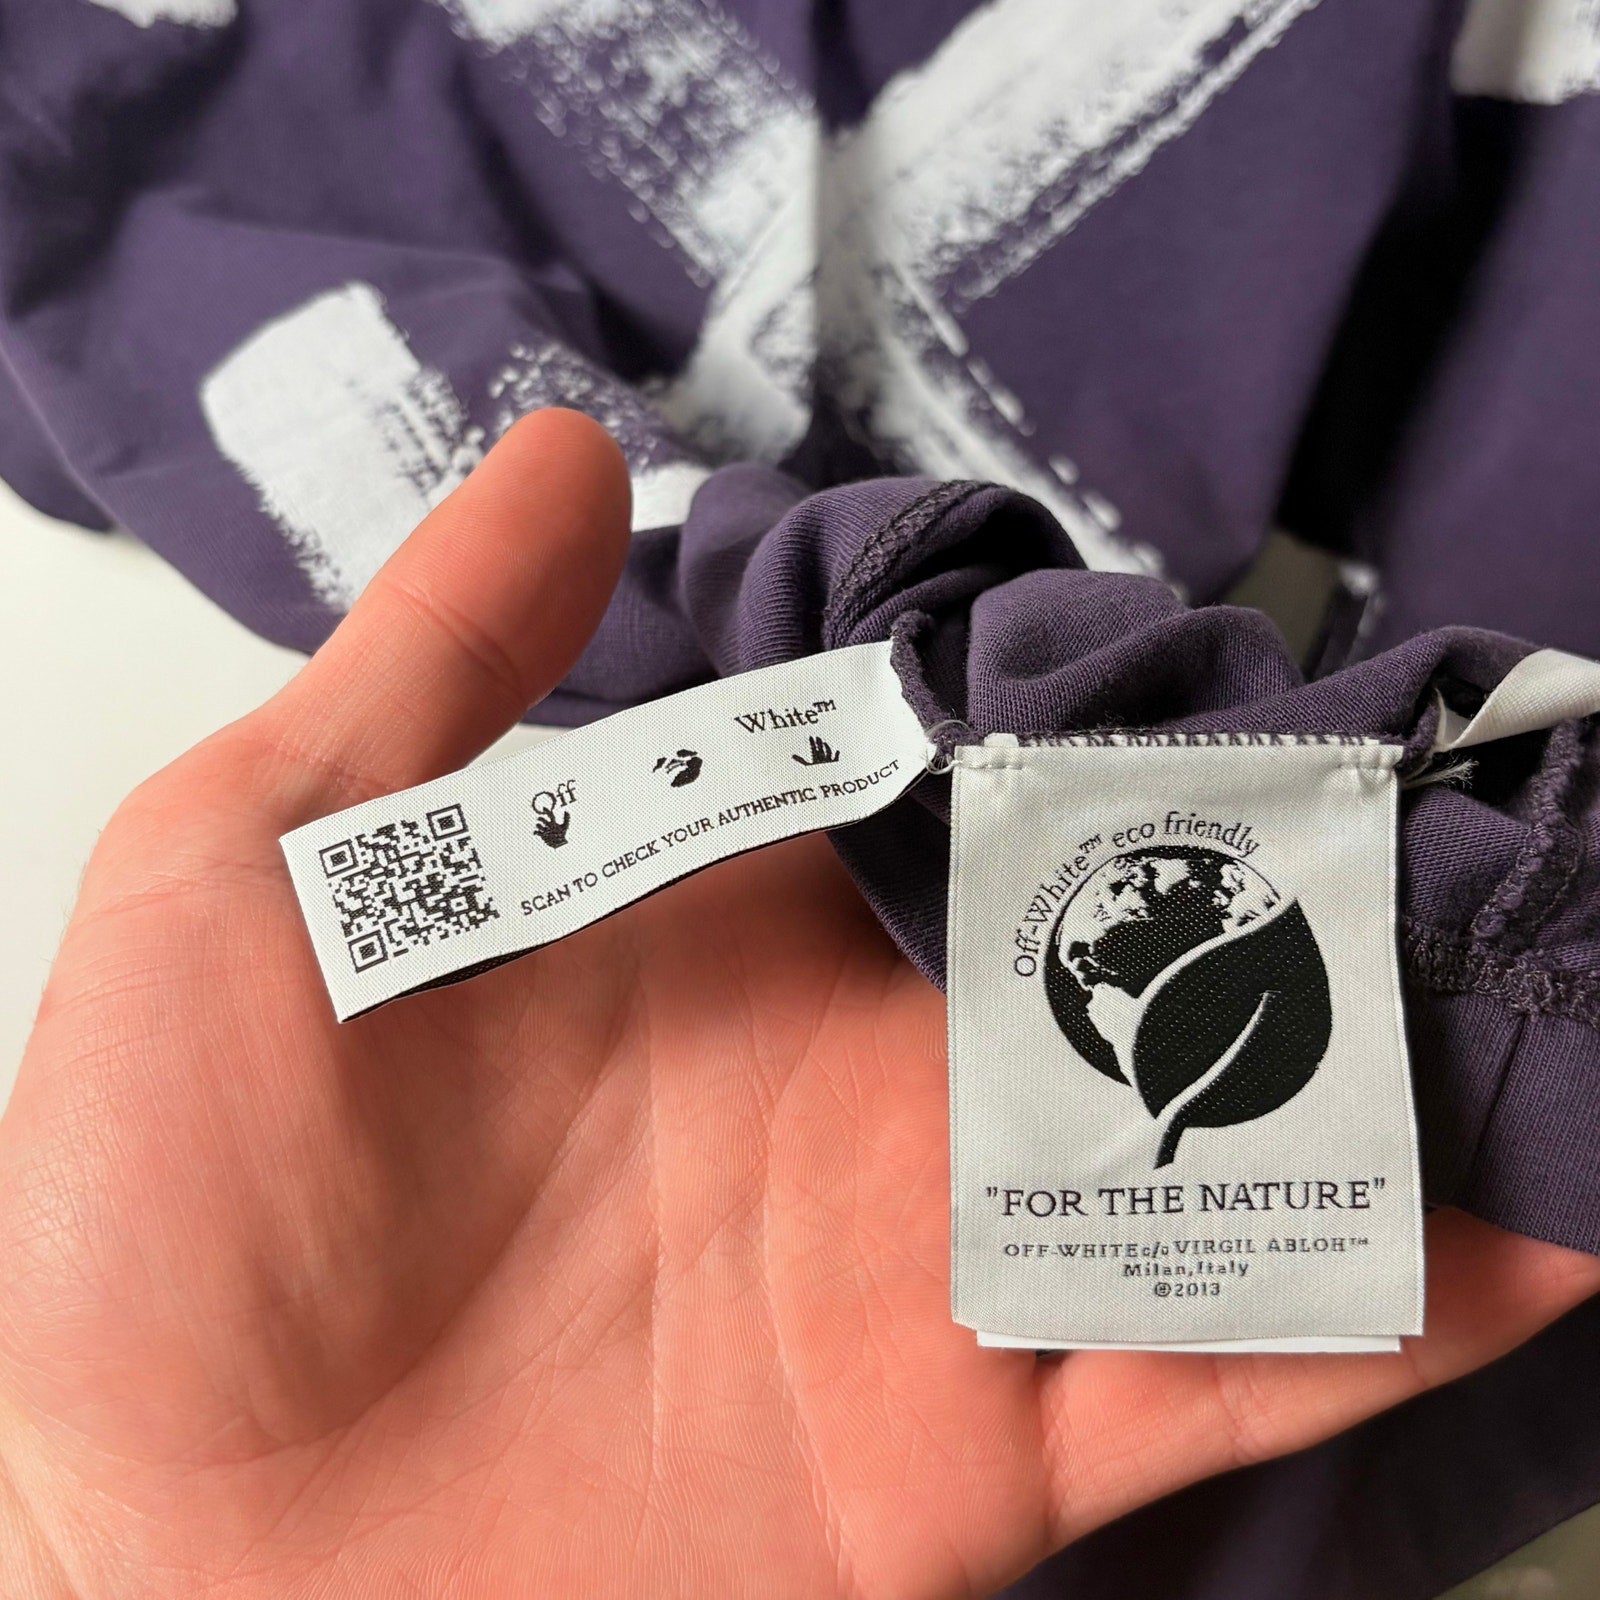 Off White™
SCAN TO CHECK YOUR AUTHENTIC PRODUCT
Off-White™ eco friendly
"FOR THE NATURE"
OFF-WHITE c/o VIRGIL ABLOH™
Milan, Italy
©2013